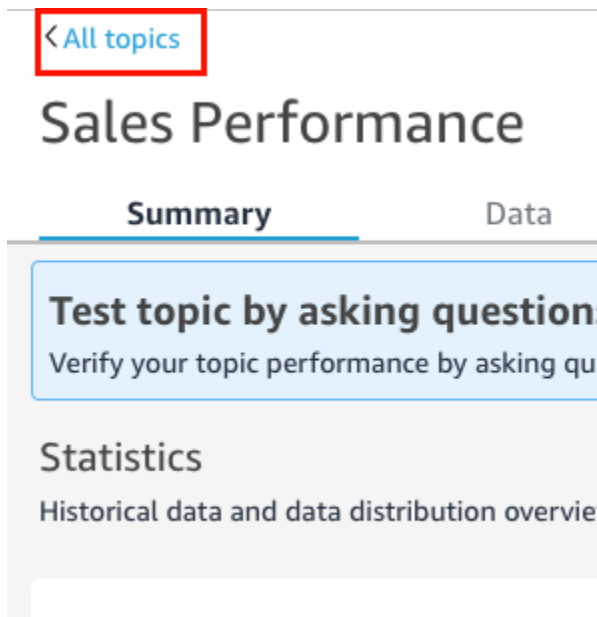 All topics
Sales Performance
Summary Data
Test topic by asking question
Verify your topic performance by asking qu
Statistics
Historical data and data distribution overvie